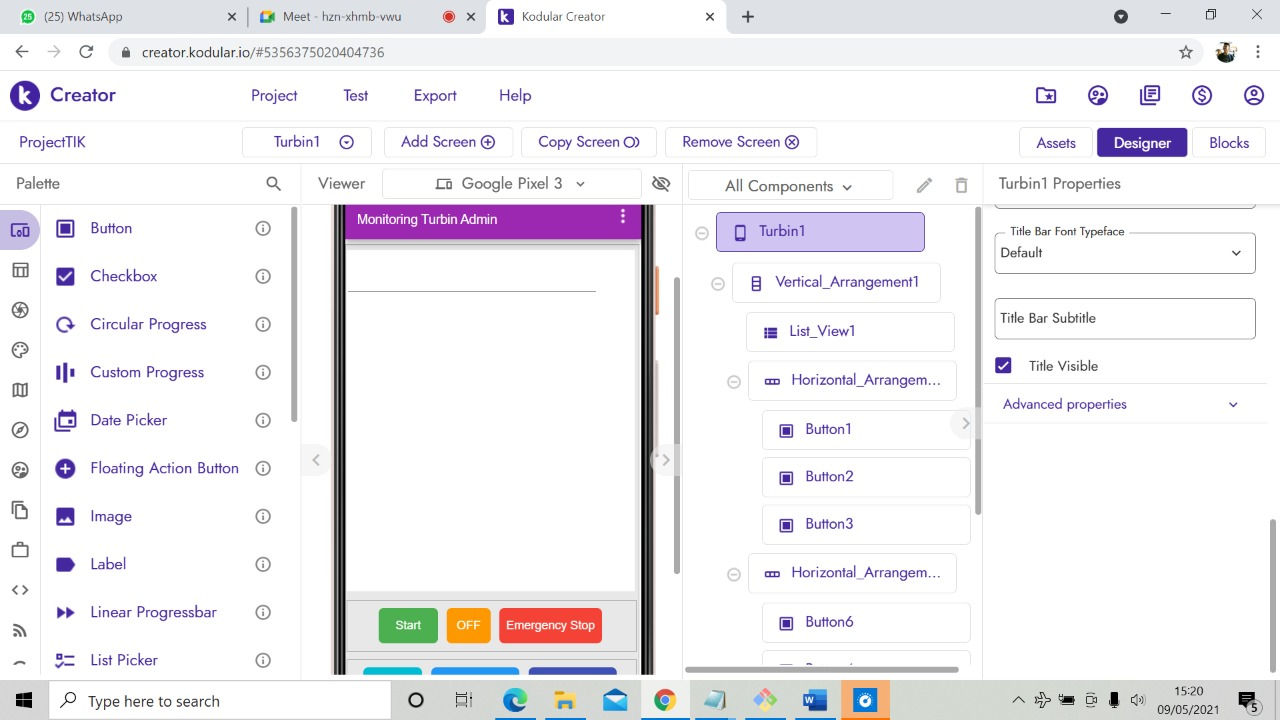 (25) WhatsApp
Meet - hzn-xhmb-vwu
Kodular Creator
creator.kodular.io/#5356375020404736
Creator
Project
Test
Export
Help
ProjectTIK
Turbin1
Add Screen
Copy Screen
Remove Screen
Assets
Designer
Blocks
Palette
Viewer
Google Pixel 3
All Components
Turbin1 Properties
Button
Checkbox
Circular Progress
Custom Progress
Date Picker
Floating Action Button
Image
Label
Linear Progressbar
List Picker
Monitoring Turbin Admin
Start
OFF
Emergency Stop
Turbin1
Vertical_Arrangement1
List_View1
Horizontal_Arrangem...
Button1
Button2
Button3
Horizontal_Arrangem...
Button6
Title Bar Font Typeface
Default
Title Bar Subtitle
Title Visible
Advanced properties
Type here to search
15:20
09/05/2021
5